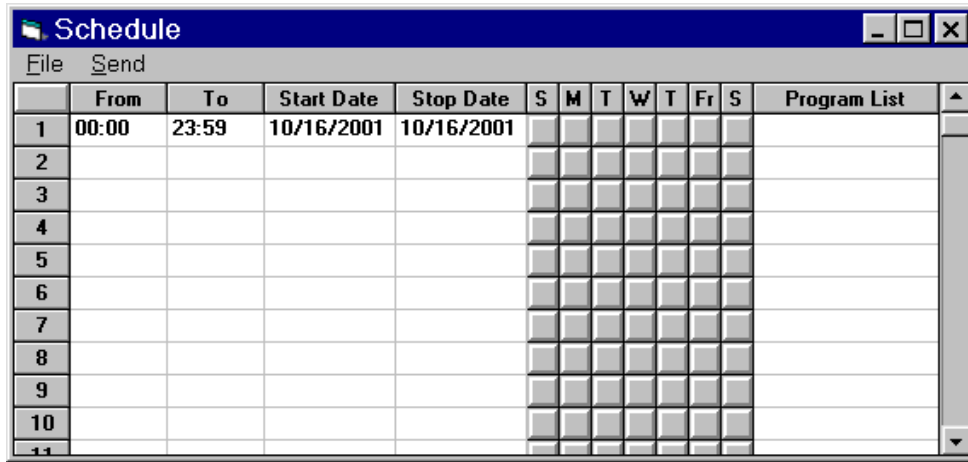 Schedule
File Send
From To Start Date Stop Date S M T W T Fr S Program List
1 00:00 23:59 10/16/2001 10/16/2001
2
3
4
5
6
7
8
9
10
11